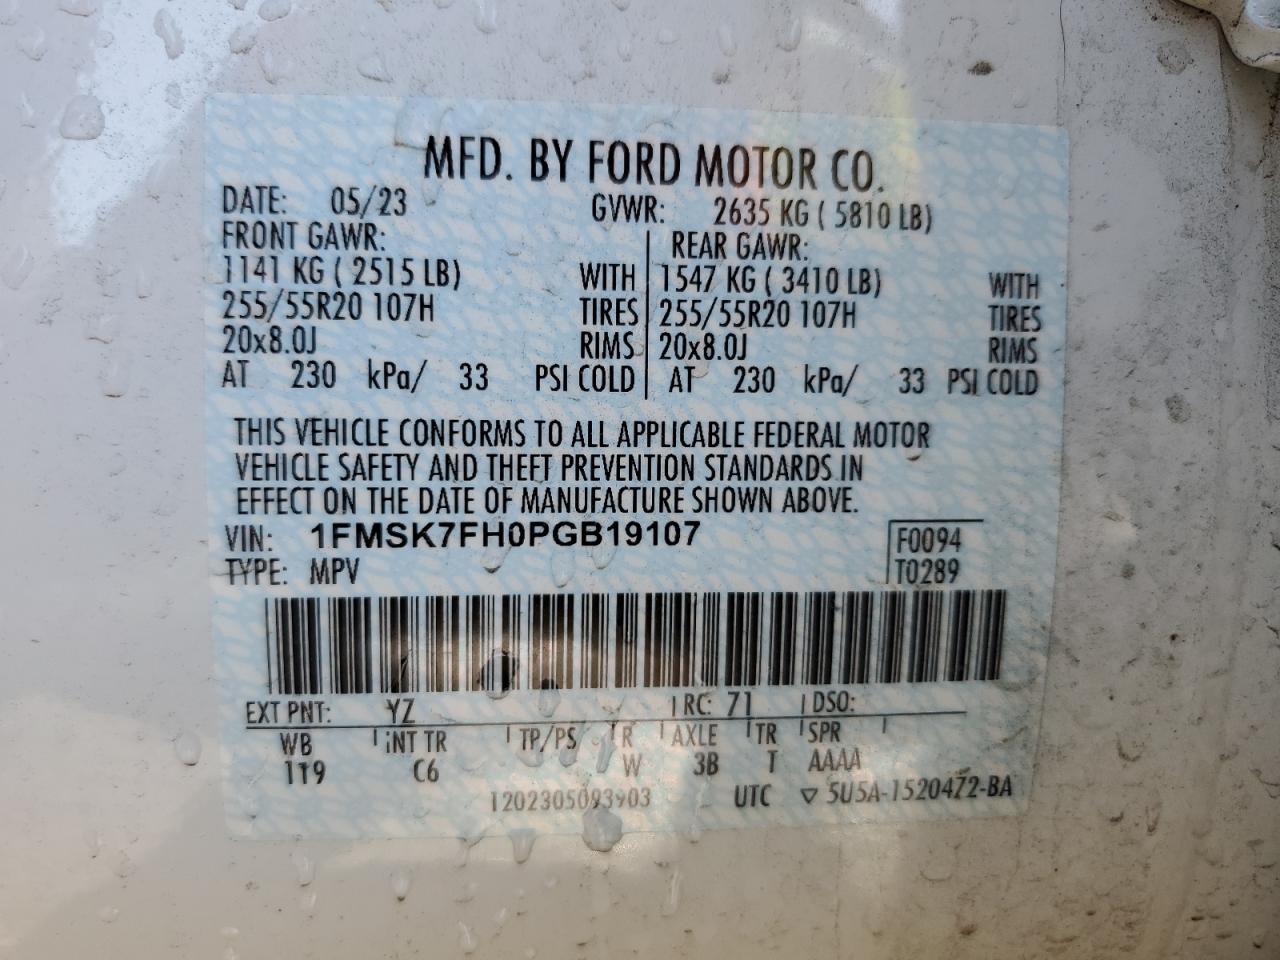 MFD. BY FORD MOTOR CO.
DATE: 05/23 GVWR: 2635 KG ( 5810 LB)
FRONT GAWR: REAR GAWR:
1141 KG ( 2515 LB) WITH 1547 KG ( 3410 LB) WITH
255/55R20 107H TIRES 255/55R20 107H TIRES
20x8.0J RIMS 20x8.0J RIMS
AT 230 kPa/ 33 PSI COLD AT 230 kPa/ 33 PSI COLD
THIS VEHICLE CONFORMS TO ALL APPLICABLE FEDERAL MOTOR
VEHICLE SAFETY AND THEFT PREVENTION STANDARDS IN
EFFECT ON THE DATE OF MANUFACTURE SHOWN ABOVE.
VIN: 1FMSK7FH0PGB19107 F0094
TYPE: MPV T0289
EXT PNT: YZ RC: 71 DSO:
WB INT TR TP/PS R AXLE TR SPR
119 C6 W 3B T AAAA
1202305093903 UTC ▽ 5U5A-1520472-BA